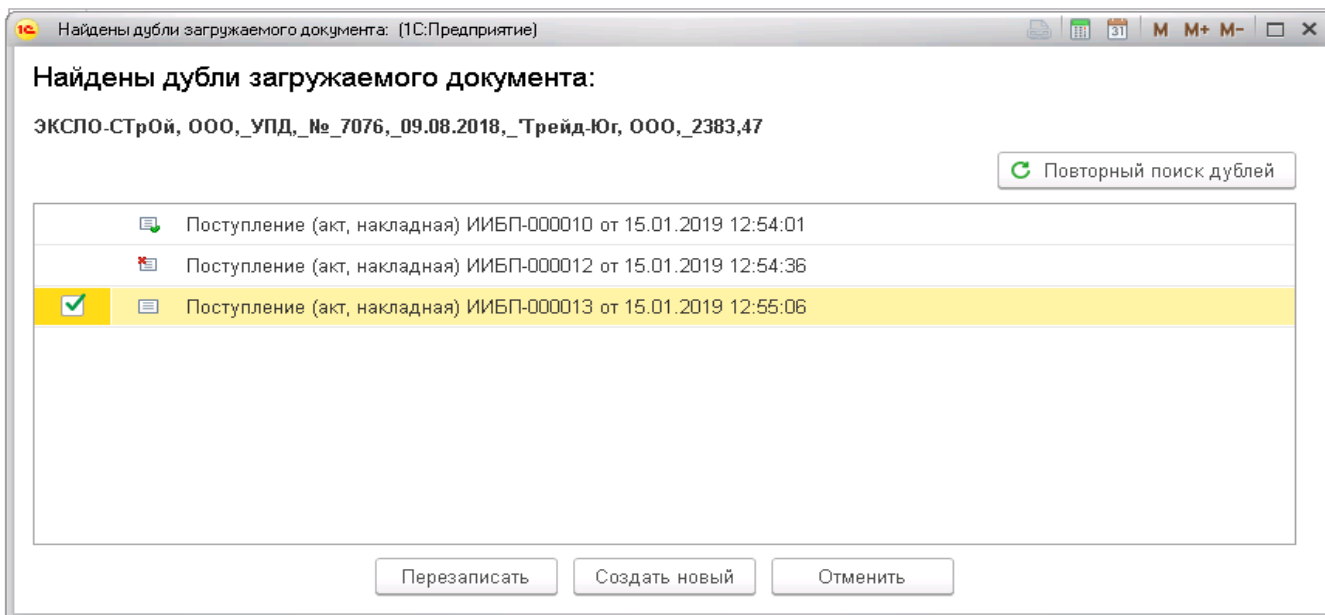 1С Найдены дубли загружаемого документа: (1С:Предприятие) 31 M M+ M-
Найдены дубли загружаемого документа:
ЭКСЛО-СТрОй, ООО,_УПД,_№_7076,_09.08.2018,_'Трейд-Юг, ООО,_2383,47
Повторный поиск дублей
Поступление (акт, накладная) ИИБП-000010 от 15.01.2019 12:54:01
Поступление (акт, накладная) ИИБП-000012 от 15.01.2019 12:54:36
Поступление (акт, накладная) ИИБП-000013 от 15.01.2019 12:55:06
Перезаписать Создать новый Отменить